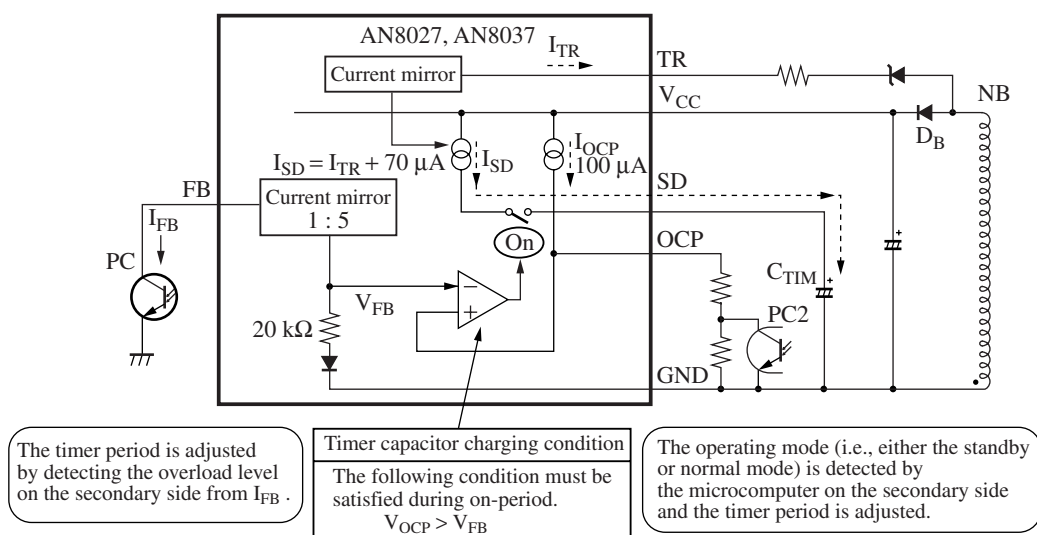 AN8027, AN8037
Current mirror
I_TR
TR
V_CC
NB
D_B
I_SD = I_TR + 70 μA
I_SD
I_OCP
100 μA
SD
FB
Current mirror
1 : 5
I_FB
PC
On
OCP
C_TIM
+
+
V_FB
−
+
PC2
20 kΩ
GND
The timer period is adjusted
by detecting the overload level
on the secondary side from I_FB .
Timer capacitor charging condition
The following condition must be
satisfied during on-period.
V_OCP > V_FB
The operating mode (i.e., either the standby
or normal mode) is detected by
the microcomputer on the secondary side
and the timer period is adjusted.